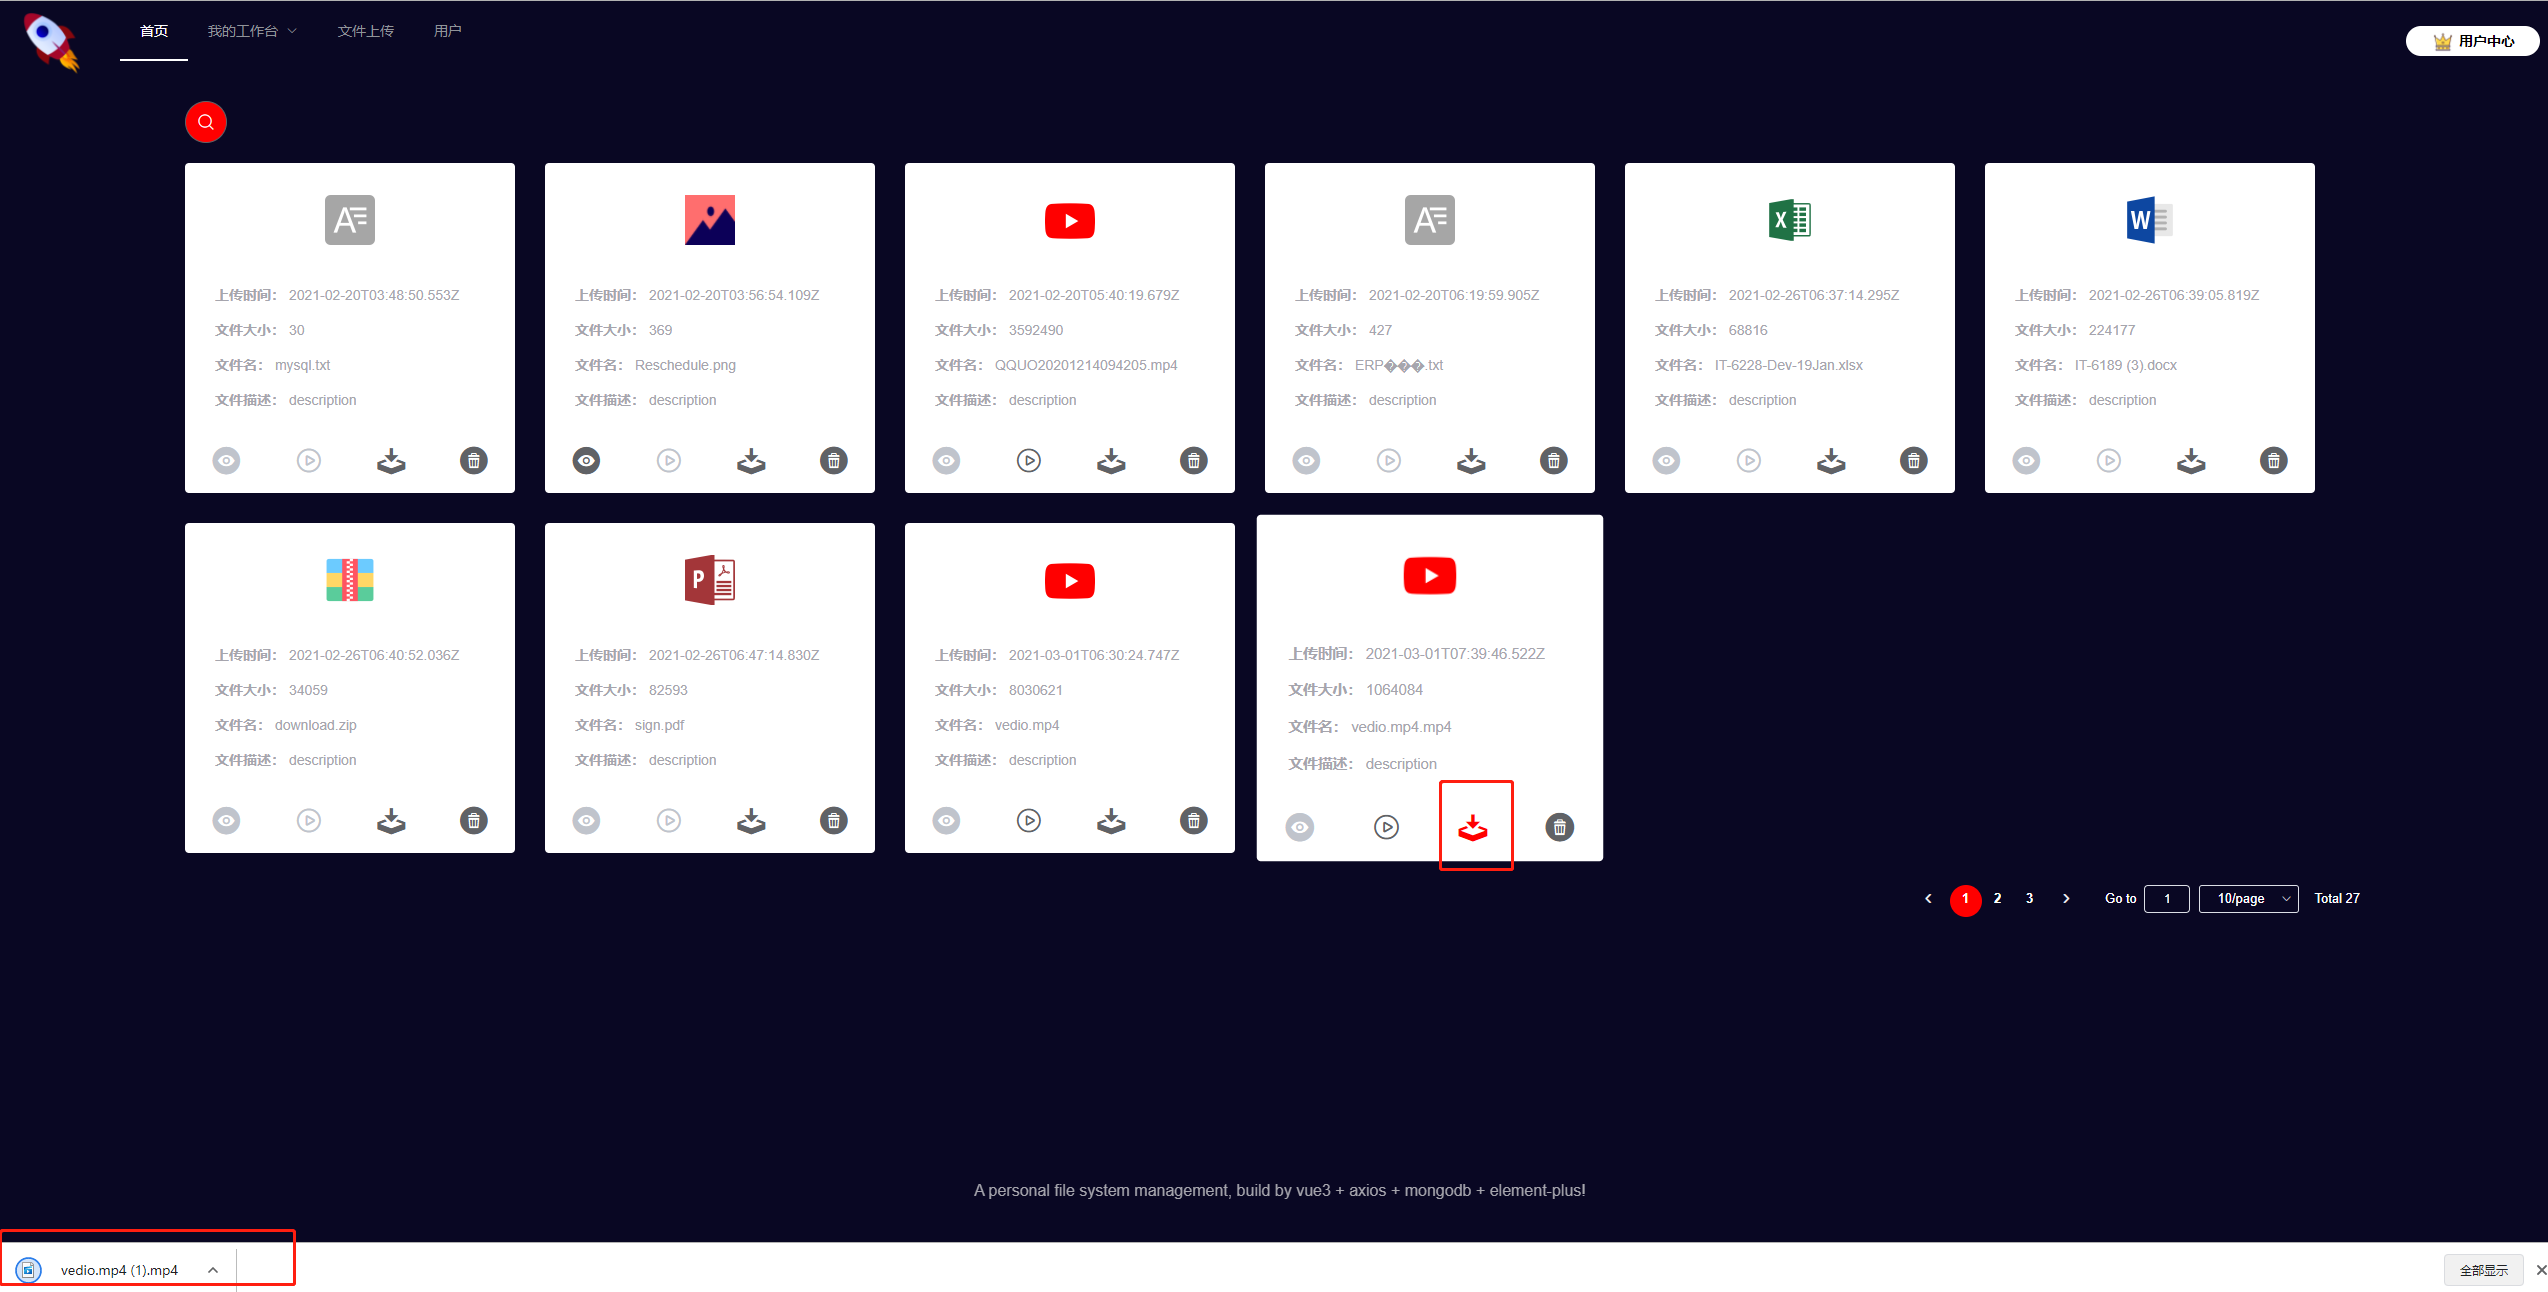 首页 我的工作台 文件上传 用户 用户中心
上传时间： 2021-02-20T03:48:50.553Z
文件大小： 30
文件名： mysql.txt
文件描述： description
上传时间： 2021-02-20T03:56:54.109Z
文件大小： 369
文件名： Reschedule.png
文件描述： description
上传时间： 2021-02-20T05:40:19.679Z
文件大小： 3592490
文件名： QQUO20201214094205.mp4
文件描述： description
上传时间： 2021-02-20T06:19:59.905Z
文件大小： 427
文件名： ERP���.txt
文件描述： description
上传时间： 2021-02-26T06:37:14.295Z
文件大小： 68816
文件名： IT-6228-Dev-19Jan.xlsx
文件描述： description
上传时间： 2021-02-26T06:39:05.819Z
文件大小： 224177
文件名： IT-6189 (3).docx
文件描述： description
上传时间： 2021-02-26T06:40:52.036Z
文件大小： 34059
文件名： download.zip
文件描述： description
上传时间： 2021-02-26T06:47:14.830Z
文件大小： 82593
文件名： sign.pdf
文件描述： description
上传时间： 2021-03-01T06:30:24.747Z
文件大小： 8030621
文件名： vedio.mp4
文件描述： description
上传时间： 2021-03-01T07:39:46.522Z
文件大小： 1064084
文件名： vedio.mp4.mp4
文件描述： description
1 2 3 Go to 1 10/page Total 27
A personal file system management, build by vue3 + axios + mongodb + element-plus!
vedio.mp4 (1).mp4 全部显示